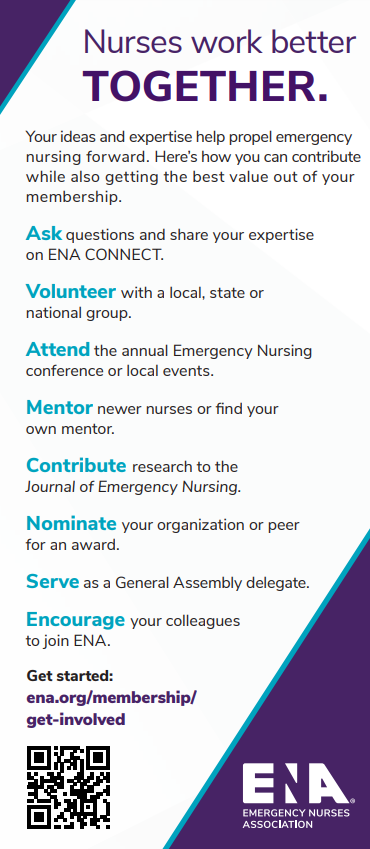 Nurses work better
TOGETHER.
Your ideas and expertise help propel emergency
nursing forward. Here's how you can contribute
while also getting the best value out of your
membership.
Ask questions and share your expertise
on ENA CONNECT.
Volunteer with a local, state or
national group.
Attend the annual Emergency Nursing
conference or local events.
Mentor newer nurses or find your
own mentor.
Contribute research to the
Journal of Emergency Nursing.
Nominate your organization or peer
for an award.
Serve as a General Assembly delegate.
Encourage your colleagues
to join ENA.
Get started:
ena.org/membership/
get-involved
ENA®
EMERGENCY NURSES
ASSOCIATION